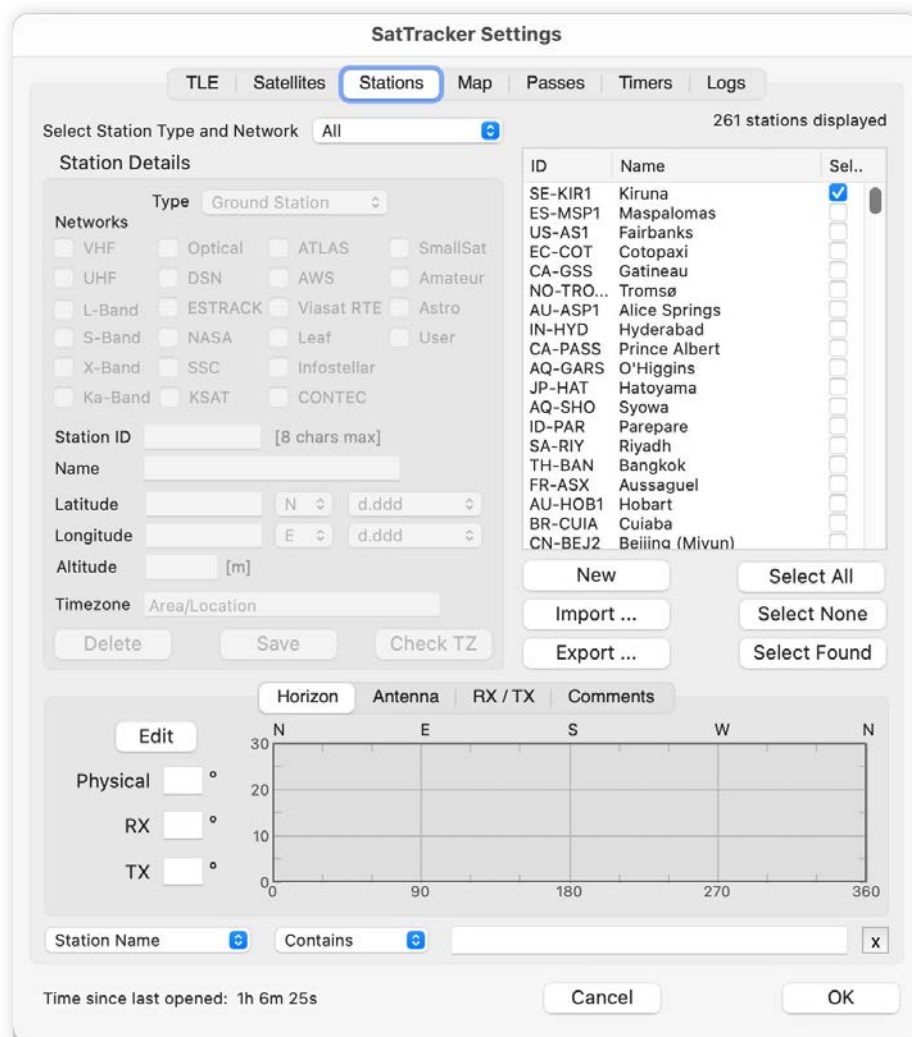 SatTracker Settings
TLE Satellites Stations Map Passes Timers Logs
Select Station Type and Network All
261 stations displayed
Station Details
Type Ground Station
Networks
VHF Optical ATLAS SmallSat
UHF DSN AWS Amateur
L-Band ESTRACK Viasat RTE Astro
S-Band NASA Leaf User
X-Band SSC Infostellar
Ka-Band KSAT CONTEC
Station ID [8 chars max]
Name
Latitude N d.ddd
Longitude E d.ddd
Altitude [m]
Timezone Area/Location
Delete Save Check TZ
ID Name Sel..
SE-KIR1 Kiruna
ES-MSP1 Maspalomas
US-AS1 Fairbanks
EC-COT Cotopaxi
CA-GSS Gatineau
NO-TRO... Tromsø
AU-ASP1 Alice Springs
IN-HYD Hyderabad
CA-PASS Prince Albert
AQ-GARS O'Higgins
JP-HAT Hatoyama
AQ-SHO Syowa
ID-PAR Parepare
SA-RIY Riyadh
TH-BAN Bangkok
FR-ASX Aussaguel
AU-HOB1 Hobart
BR-CUIA Cuiaba
CN-BEJ2 Beijing (Miyun)
New Select All
Import ... Select None
Export ... Select Found
Horizon Antenna RX / TX Comments
Edit
Physical °
RX °
TX °
N E S W N
30
20
10
0
0 90 180 270 360
Station Name Contains x
Time since last opened: 1h 6m 25s
Cancel OK